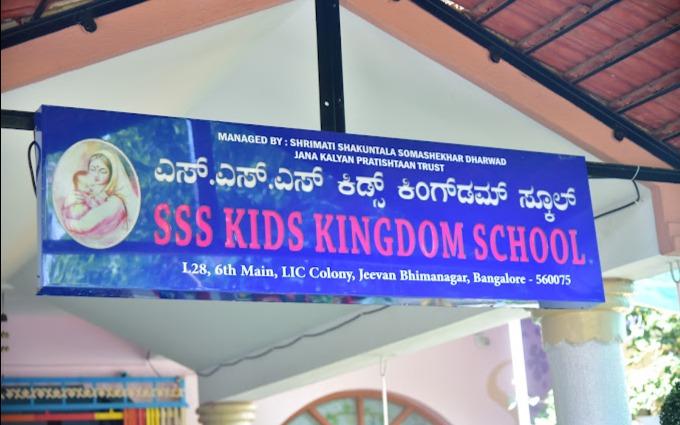 MANAGED BY : SHRIMATI SHAKUNTALA SOMASHEKHAR DHARWAD
JANA KALYAN PRATISHTAAN TRUST
ಎಸ್.ಎಸ್.ಎಸ್ ಕಿಡ್ಸ್ ಕಿಂಗ್‌ಡಮ್ ಸ್ಕೂಲ್
SSS KIDS KINGDOM SCHOOL
L28, 6th Main, LIC Colony, Jeevan Bhimanagar, Bangalore - 560075